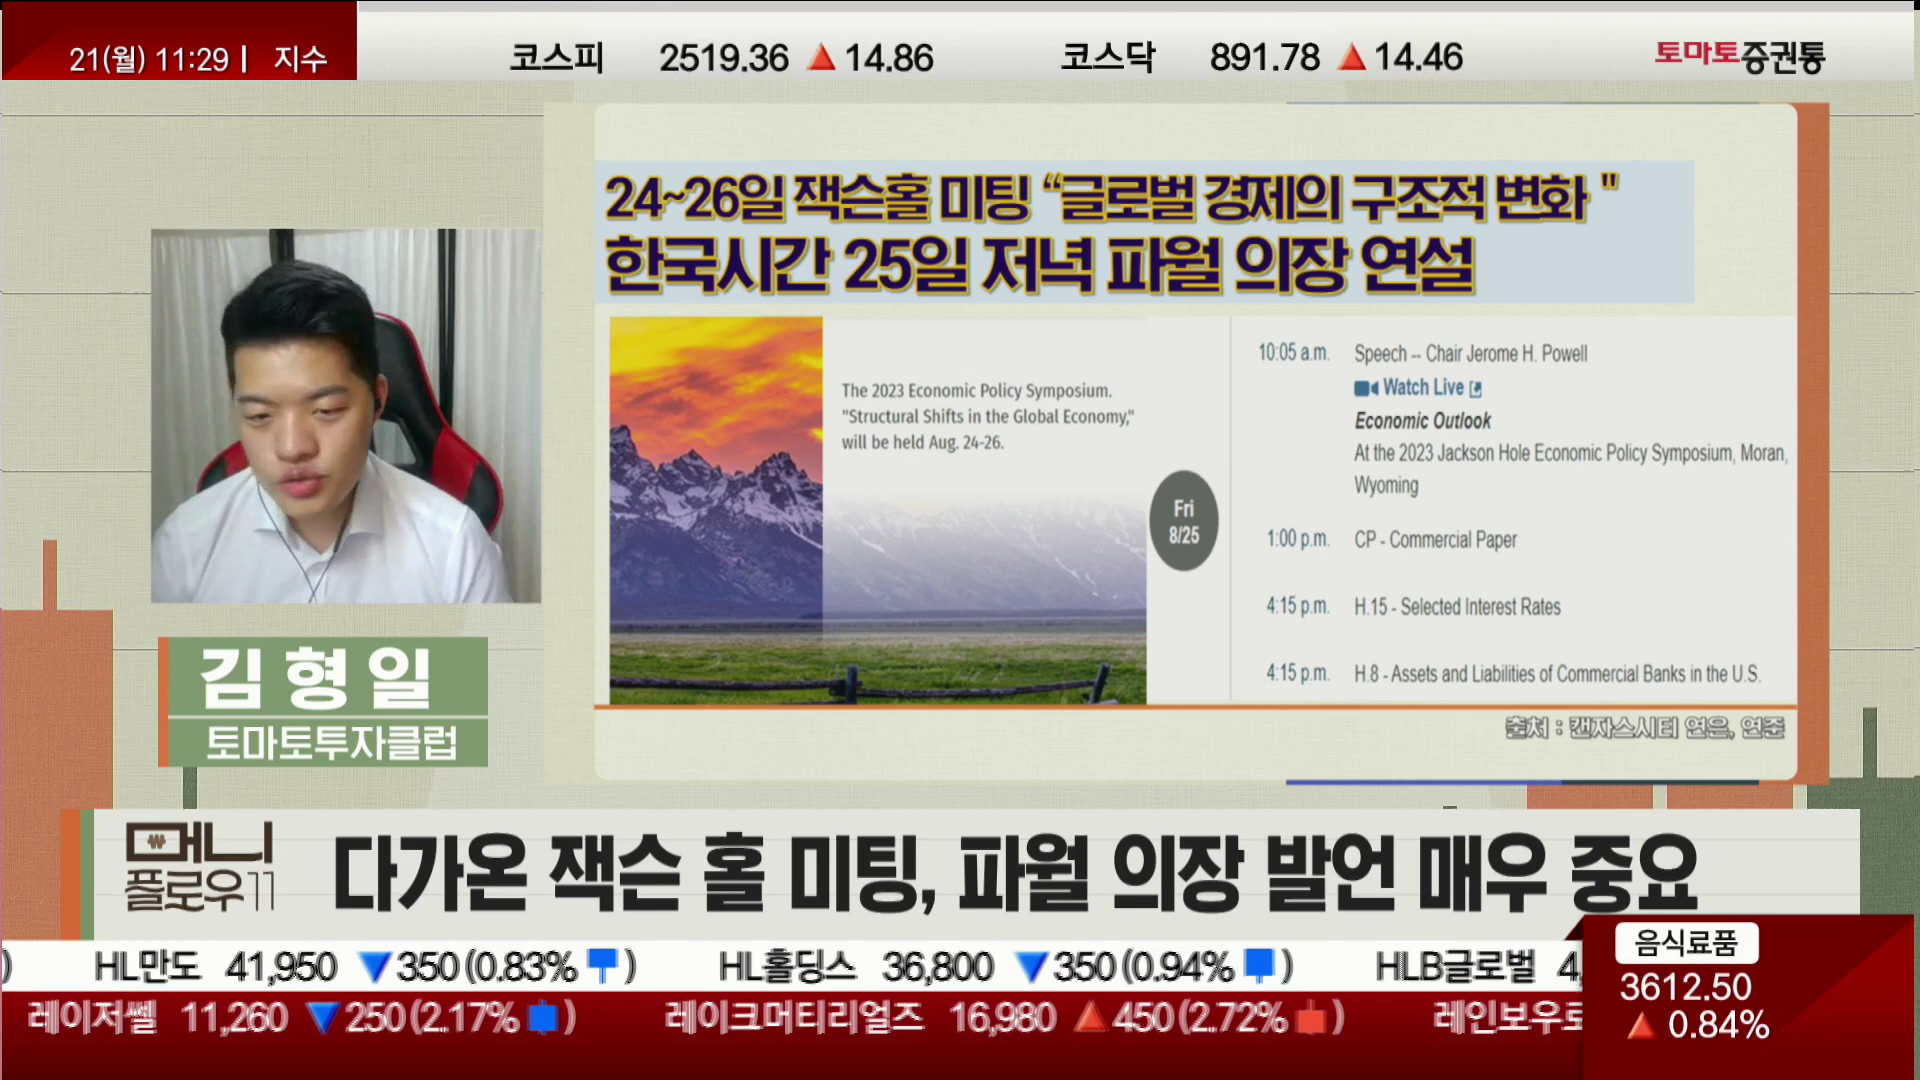 21(월) 11:29 | 지수
코스피 2519.36 ▲ 14.86
코스닥 891.78 ▲ 14.46
토마토증권통
24~26일 잭슨홀 미팅 “글로벌 경제의 구조적 변화 "
한국시간 25일 저녁 파월 의장 연설
The 2023 Economic Policy Symposium.
"Structural Shifts in the Global Economy,"
will be held Aug. 24-26.
Fri
8/25
10:05 a.m. Speech -- Chair Jerome H. Powell
Watch Live
Economic Outlook
At the 2023 Jackson Hole Economic Policy Symposium, Moran,
Wyoming
1:00 p.m. CP - Commercial Paper
4:15 p.m. H.15 - Selected Interest Rates
4:15 p.m. H.8 - Assets and Liabilities of Commercial Banks in the U.S.
출처 : 캔자스시티 연은, 연준
김형일
토마토투자클럽
머니
플로우11
다가온 잭슨 홀 미팅, 파월 의장 발언 매우 중요
) HL만도 41,950 ▼350(0.83%) HL홀딩스 36,800 ▼350(0.94%) HLB글로벌 4,
레이저쎌 11,260 ▼250(2.17%) 레이크머티리얼즈 16,980 ▲450(2.72%) 레인보우로
음식료품
3612.50
▲ 0.84%